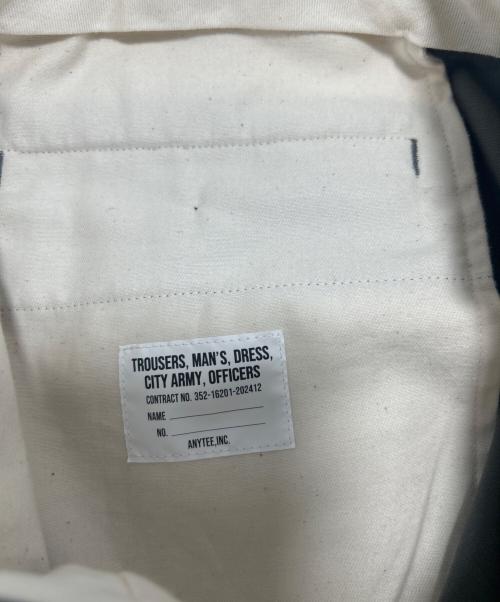 TROUSERS, MAN'S, DRESS,
CITY ARMY, OFFICERS
CONTRACT NO. 352-16201-202412
NAME
NO.
ANYTEE,INC.